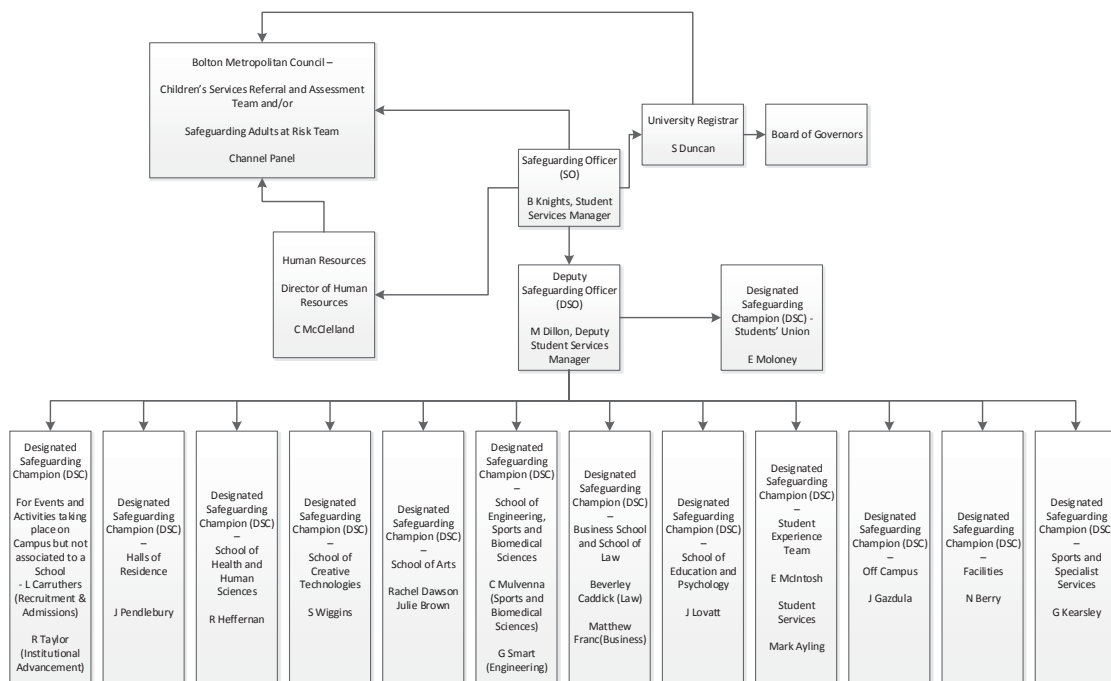 Bolton Metropolitan Council –
Children's Services Referral and Assessment
Team and/or
Safeguarding Adults at Risk Team
Channel Panel
University Registrar
S Duncan
Board of Governors
Safeguarding Officer
(SO)
B Knights, Student
Services Manager
Human Resources
Director of Human
Resources
C McClelland
Deputy
Safeguarding Officer
(DSO)
M Dillon, Deputy
Student Services
Manager
Designated
Safeguarding
Champion (DSC) -
Students' Union
E Moloney
Designated
Safeguarding
Champion (DSC)
For Events and
Activities taking
place on
Campus but not
associated to a
School
- L Carruthers
(Recruitment &
Admissions)
R Taylor
(Institutional
Advancement)
Designated
Safeguarding
Champion (DSC)
–
Halls of
Residence
J Pendlebury
Designated
Safeguarding
Champion (DSC)
–
School of
Health and
Human
Sciences
R Heffernan
Designated
Safeguarding
Champion (DSC)
–
School of
Creative
Technologies
S Wiggins
Designated
Safeguarding
Champion (DSC)
–
School of Arts
Rachel Dawson
Julie Brown
Designated
Safeguarding
Champion (DSC)
–
School of
Engineering,
Sports and
Biomedical
Sciences
C Mulvenna
(Sports and
Biomedical
Sciences)
G Smart
(Engineering)
Designated
Safeguarding
Champion (DSC)
–
Business School
and School of
Law
Beverley
Caddick (Law)
Matthew
Franc(Business)
Designated
Safeguarding
Champion (DSC)
–
School of
Education and
Psychology
J Lovatt
Designated
Safeguarding
Champion (DSC)
–
Student
Experience
Team
E McIntosh
Student
Services
Mark Ayling
Designated
Safeguarding
Champion (DSC)
–
Off Campus
J Gazdula
Designated
Safeguarding
Champion (DSC)
–
Facilities
N Berry
Designated
Safeguarding
Champion (DSC)
–
Sports and
Specialist
Services
G Kearsley